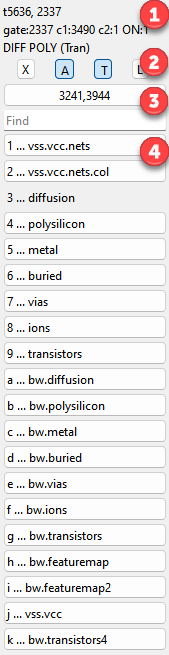 t5636, 2337
1
gate:2337 c1:3490 c2:1 ON:1
DIFF POLY (Tran)
X A T 2
3241,3944 3
Find
1 ... vss.vcc.nets 4
2 ... vss.vcc.nets.col
3 ... diffusion
4 ... polysilicon
5 ... metal
6 ... buried
7 ... vias
8 ... ions
9 ... transistors
a ... bw.diffusion
b ... bw.polysilicon
c ... bw.metal
d ... bw.buried
e ... bw.vias
f ... bw.ions
g ... bw.transistors
h ... bw.featuremap
i ... bw.featuremap2
j ... vss.vcc
k ... bw.transistors4